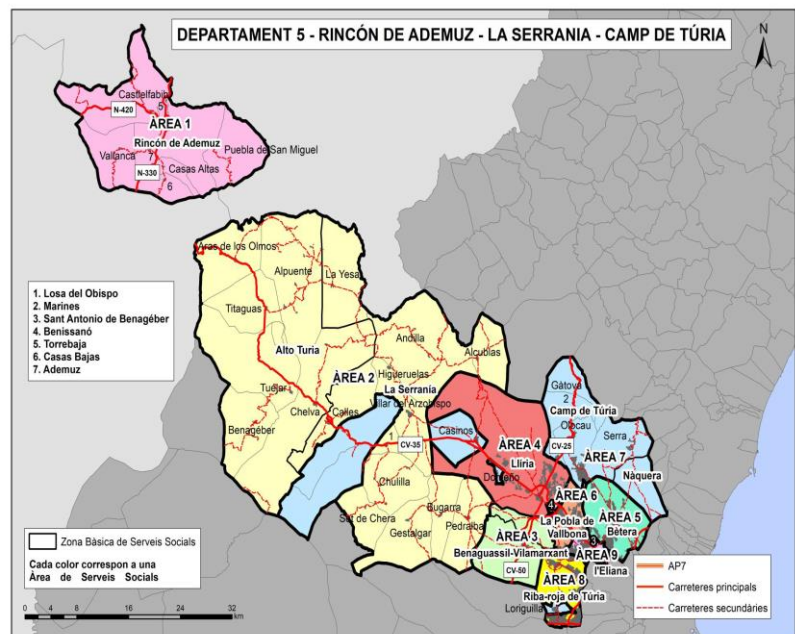 DEPARTAMENT 5 - RINCÓN DE ADEMUZ - LA SERRANIA - CAMP DE TÚRIA
N
Castielfabib
N-420
5
ÀREA 1
Rincón de Ademuz
Vallanca
7
Puebla de San Miguel
N-330
Casas Altas
6
Aras de los Olmos
Alpuente
La Yesa
1. Losa del Obispo
2. Marines
3. Sant Antonio de Benagéber
4. Benissanó
5. Torrebaja
6. Casas Bajas
7. Ademuz
Titaguas
Andilla
Alto Turia
Alcublas
ÀREA 2
Higueruelas
La Serranía
Gátova
2
Tuejar
Villar del Arzobispo
Camp de Túria
Chelva
Calles
Olocau
Benagéber
1
CV-35
Casinos
ÀREA 4
CV-25
Serra
Llíria
ÀREA 7
Nàquera
Chulilla
Domeño
ÀREA 6
Sot de Chera
Bugarra
4
ÀREA 5
Gestalgar
Pedralba
ÀREA 3
La Pobla de
Vallbona
Bétera
Benaguassil-Vilamarxant
3
ÀREA 9
l'Eliana
CV-50
ÀREA 8
Riba-roja de Túria
Loriguilla
Zona Bàsica de Serveis Socials
Cada color correspon a una
Àrea de Serveis Socials
0 4 8 16 24 32
km
AP7
Carreteres principals
Carreteres secundàries